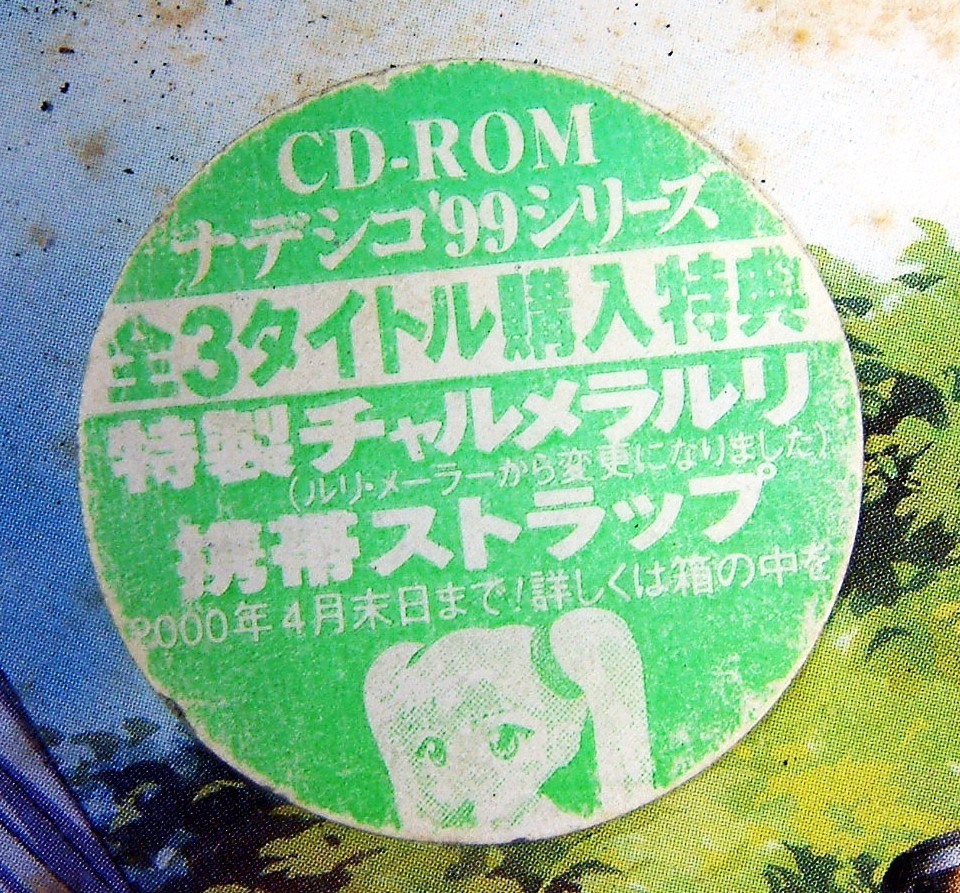 CD-ROM
ナデシコ'99シリーズ
全3タイトル購入特典
特製チャルメラルリ
(ルリ・メーラーから変更になりました)
携帯ストラップ
2000年4月末日まで!詳しくは箱の中を